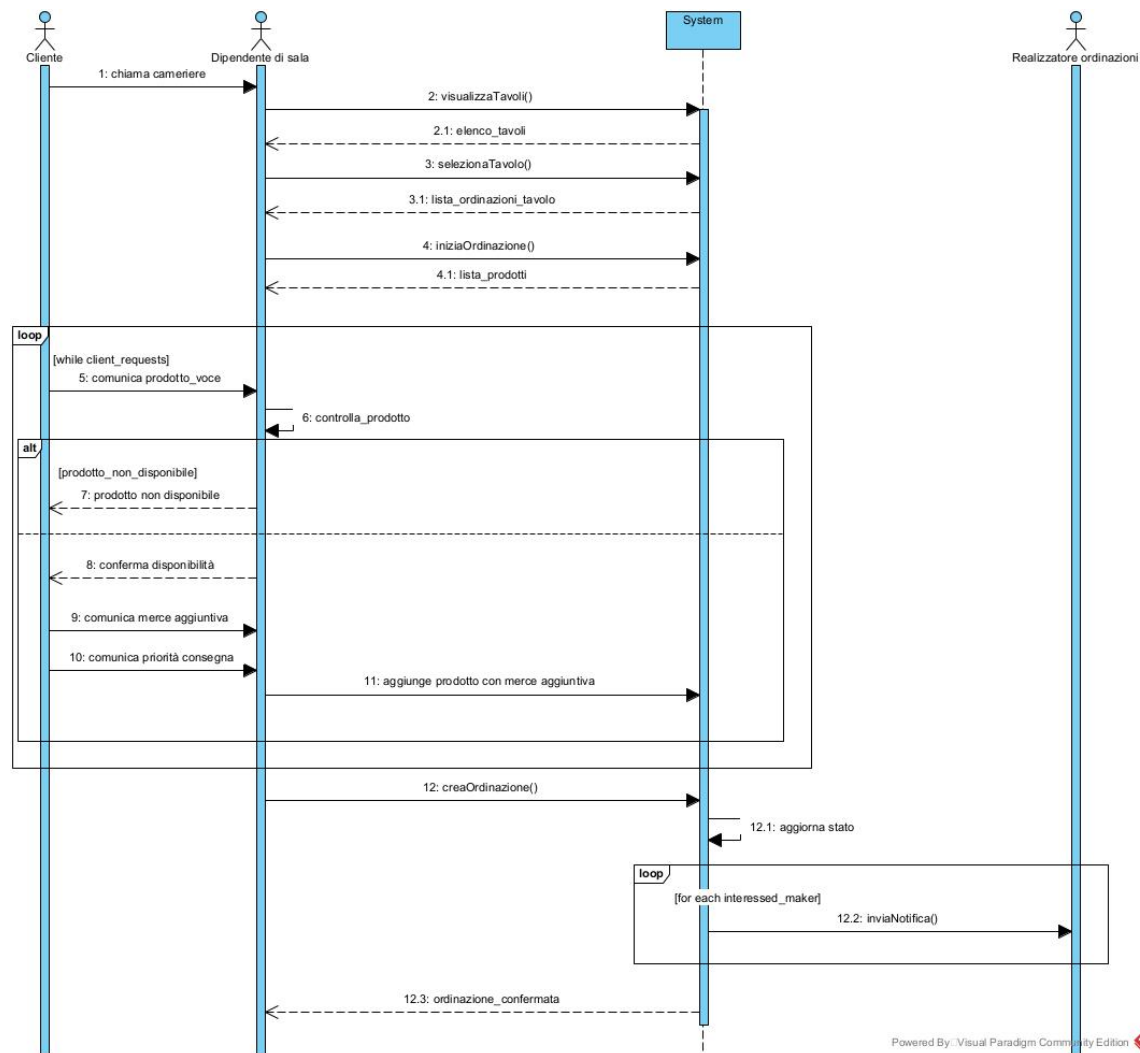 Cliente
Dipendente di sala
System
Realizzatore ordinazioni
1: chiama cameriere
2: visualizzaTavoli()
2.1: elenco_tavoli
3: selezionaTavolo()
3.1: lista_ordinazioni_tavolo
4: iniziaOrdinazione()
4.1: lista_prodotti
loop
[while client_requests]
5: comunica prodotto_voce
6: controlla_prodotto
alt
[prodotto_non_disponibile]
7: prodotto non disponibile
8: conferma disponibilità
9: comunica merce aggiuntiva
10: comunica priorità consegna
11: aggiunge prodotto con merce aggiuntiva
12: creaOrdinazione()
12.1: aggiorna stato
loop
[for each interessed_maker]
12.2: inviaNotifica()
12.3: ordinazione_confermata
Powered By Visual Paradigm Community Edition